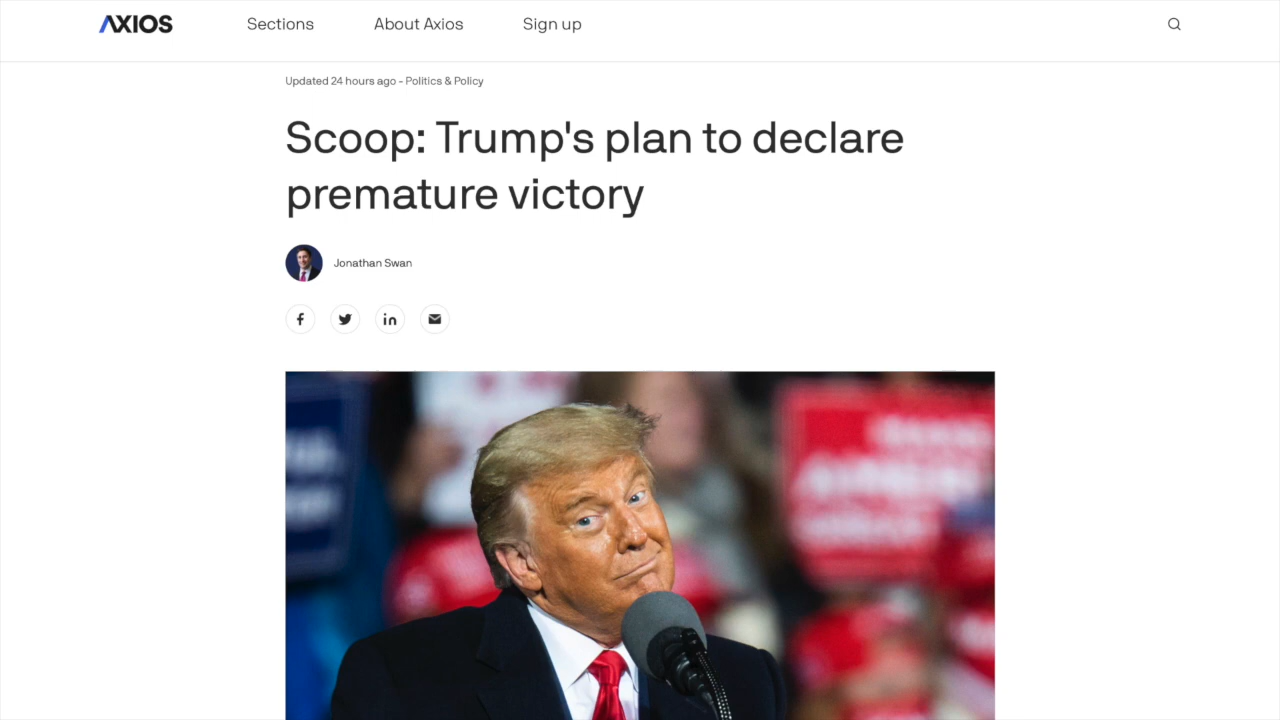 AXIOS
Sections
About Axios
Sign up
Updated 24 hours ago - Politics & Policy
Scoop: Trump's plan to declare
premature victory
Jonathan Swan